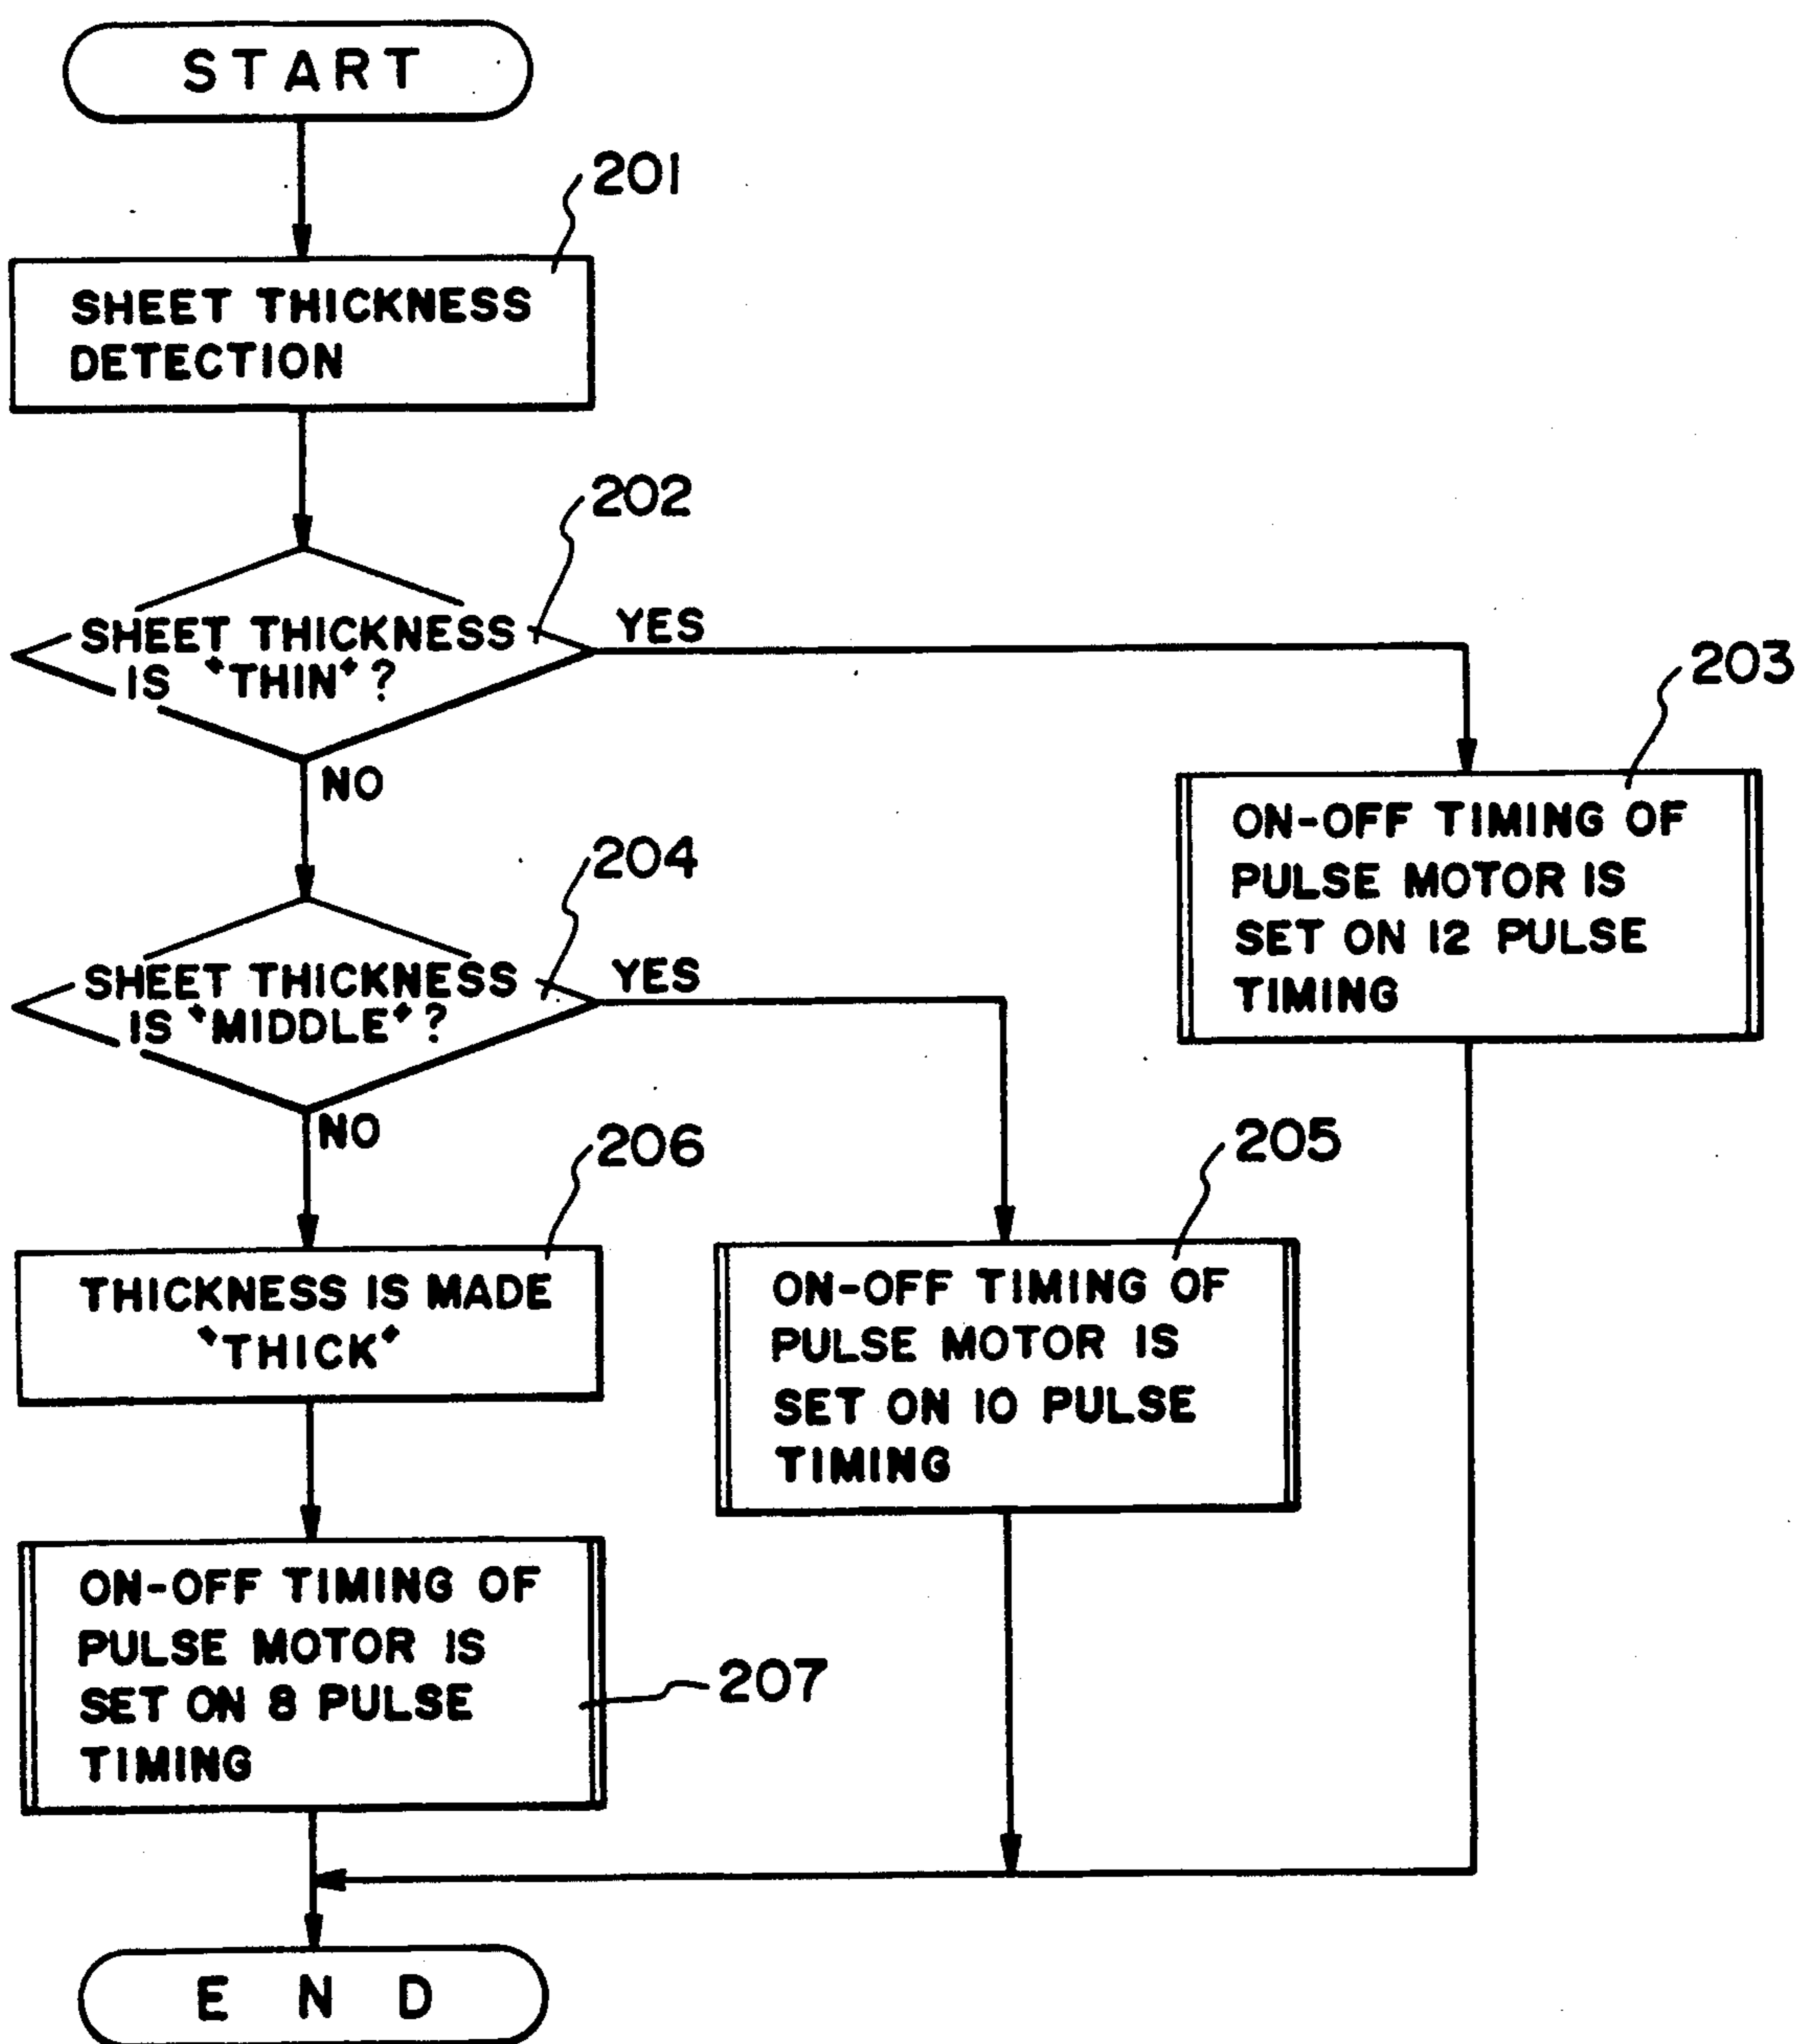 START
201
SHEET THICKNESS
DETECTION
202
SHEET THICKNESS
IS "THIN"?
YES
NO
203
ON-OFF TIMING OF
PULSE MOTOR IS
SET ON 12 PULSE
TIMING
204
SHEET THICKNESS
IS "MIDDLE"?
YES
NO
205
ON-OFF TIMING OF
PULSE MOTOR IS
SET ON 10 PULSE
TIMING
206
THICKNESS IS MADE
"THICK"
ON-OFF TIMING OF
PULSE MOTOR IS
SET ON 8 PULSE
TIMING
207
END